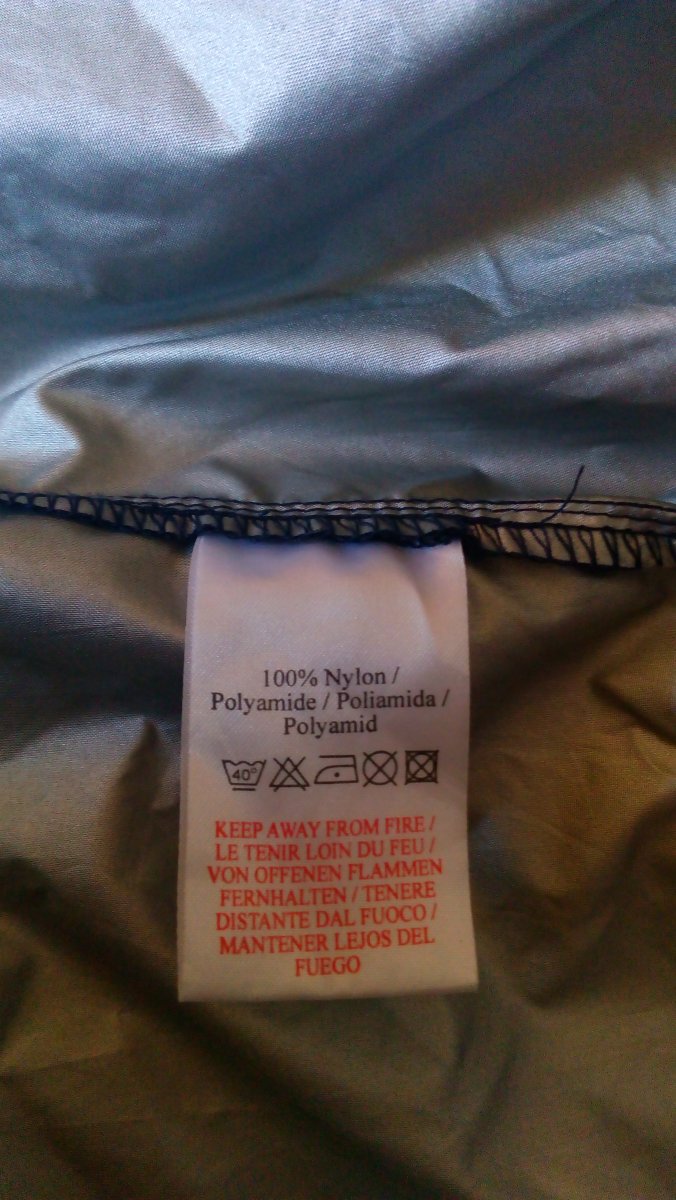 100% Nylon /
Polyamide / Poliamida /
Polyamid
40°
KEEP AWAY FROM FIRE /
LE TENIR LOIN DU FEU /
VON OFFENEN FLAMMEN
FERNHALTEN / TENERE
DISTANTE DAL FUOCO /
MANTENER LEJOS DEL
FUEGO